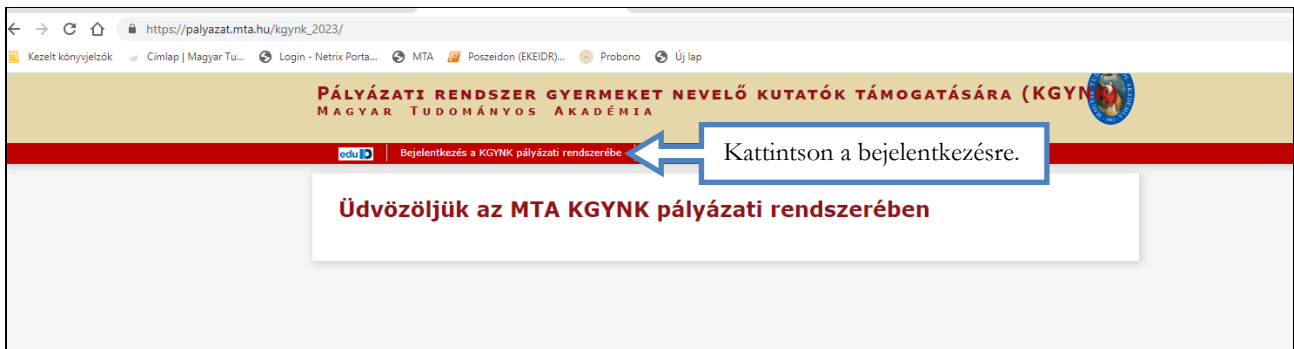 https://palyazat.mta.hu/kgynk_2023/
Kezelt könyvjelzők Címlap | Magyar Tu... Login - Netrix Porta... MTA Poszeidon (EKEIDR)... Probono Új lap
PÁLYÁZATI RENDSZER GYERMEKET NEVELŐ KUTATÓK TÁMOGATÁSÁRA (KGYN
MAGYAR TUDOMÁNYOS AKADÉMIA
eduID Bejelentkezés a KGYNK pályázati rendszerébe
Kattintson a bejelentkezésre.
Üdvözöljük az MTA KGYNK pályázati rendszerében